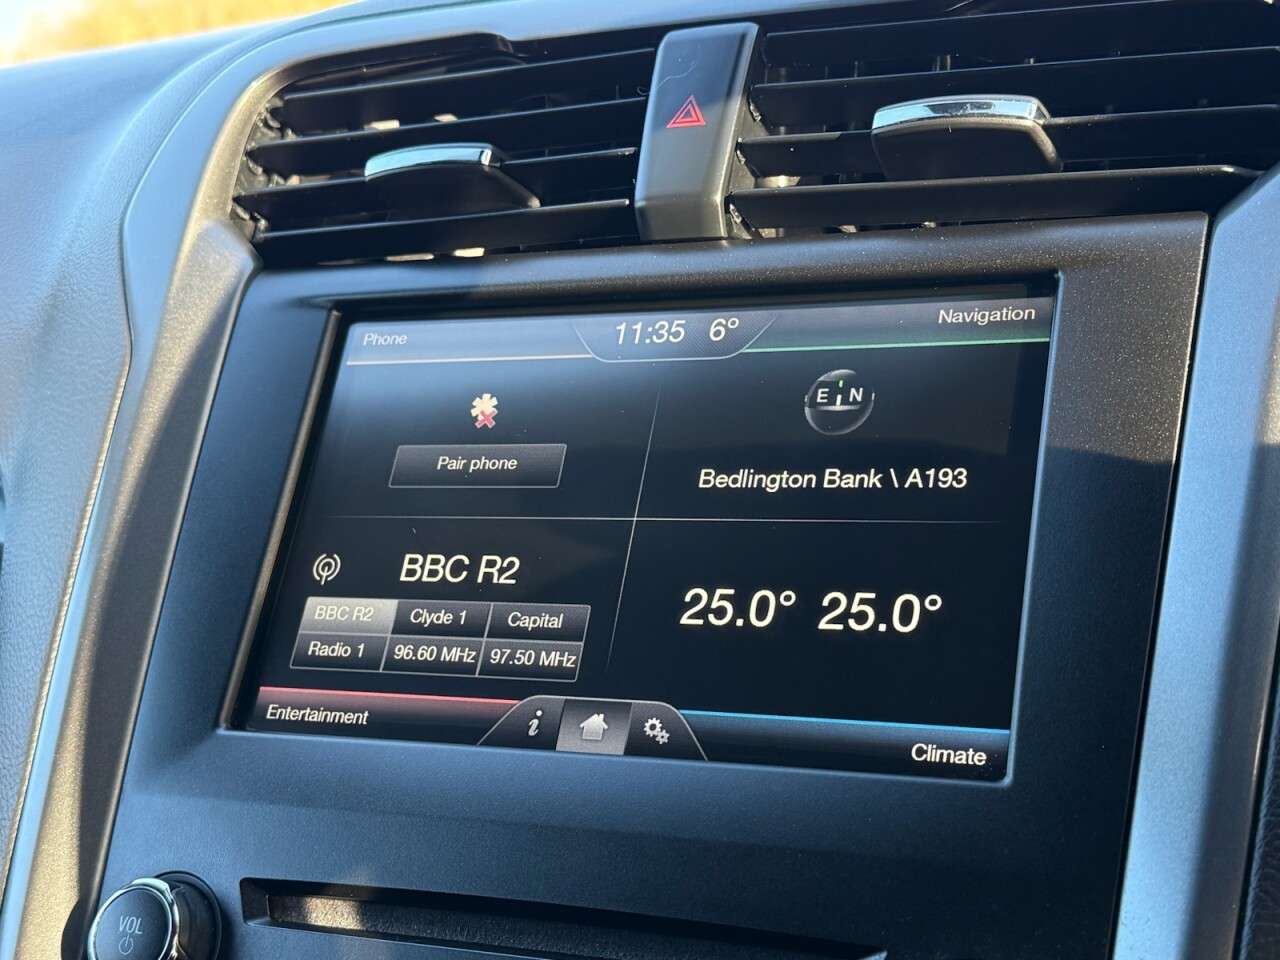 Phone
11:35 6°
Navigation
E N
Pair phone
Bedlington Bank \ A193
BBC R2
BBC R2 Clyde 1 Capital
Radio 1 96.60 MHz 97.50 MHz
25.0° 25.0°
Entertainment
i
Climate
VOL